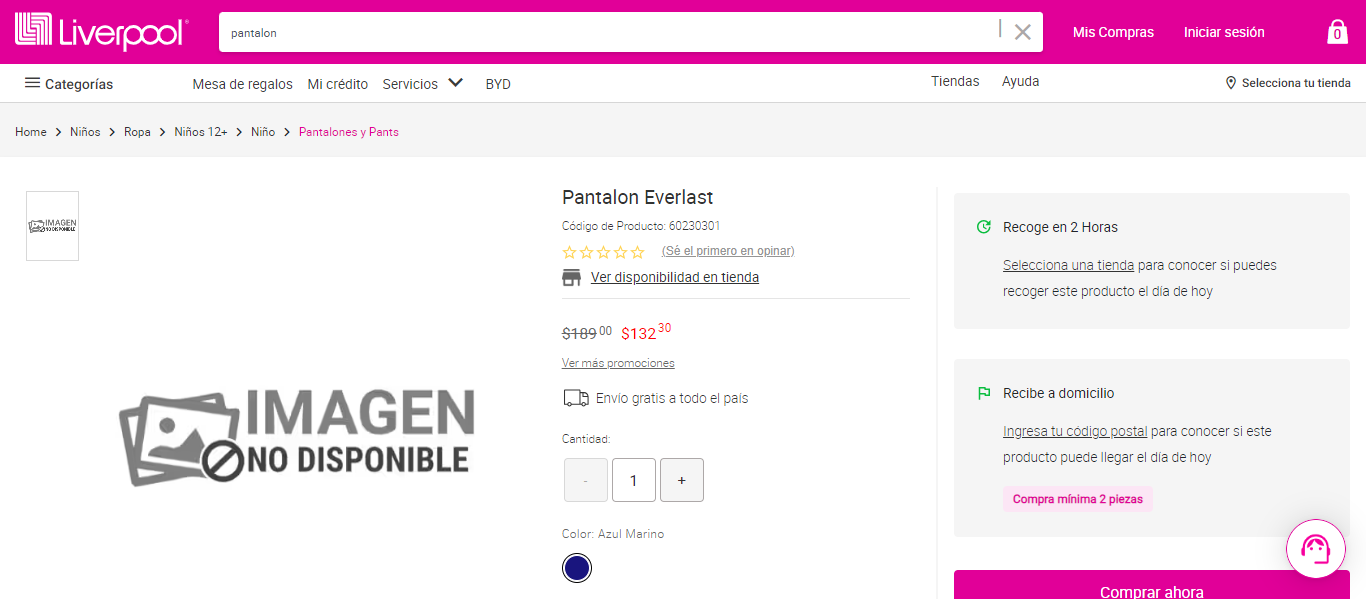 Liverpool
pantalon
Mis Compras
Iniciar sesión
0
Categorías
Mesa de regalos
Mi crédito
Servicios
BYD
Tiendas
Ayuda
Selecciona tu tienda
Home > Niños > Ropa > Niños 12+ > Niño > Pantalones y Pants
IMAGEN
NO DISPONIBLE
IMAGEN
NO DISPONIBLE
Pantalon Everlast
Código de Producto: 60230301
(Sé el primero en opinar)
Ver disponibilidad en tienda
$189 00 $132 30
Ver más promociones
Envío gratis a todo el país
Cantidad:
- 1 +
Color: Azul Marino
Recoge en 2 Horas
Selecciona una tienda para conocer si puedes
recoger este producto el día de hoy
Recibe a domicilio
Ingresa tu código postal para conocer si este
producto puede llegar el día de hoy
Compra mínima 2 piezas
Comprar ahora